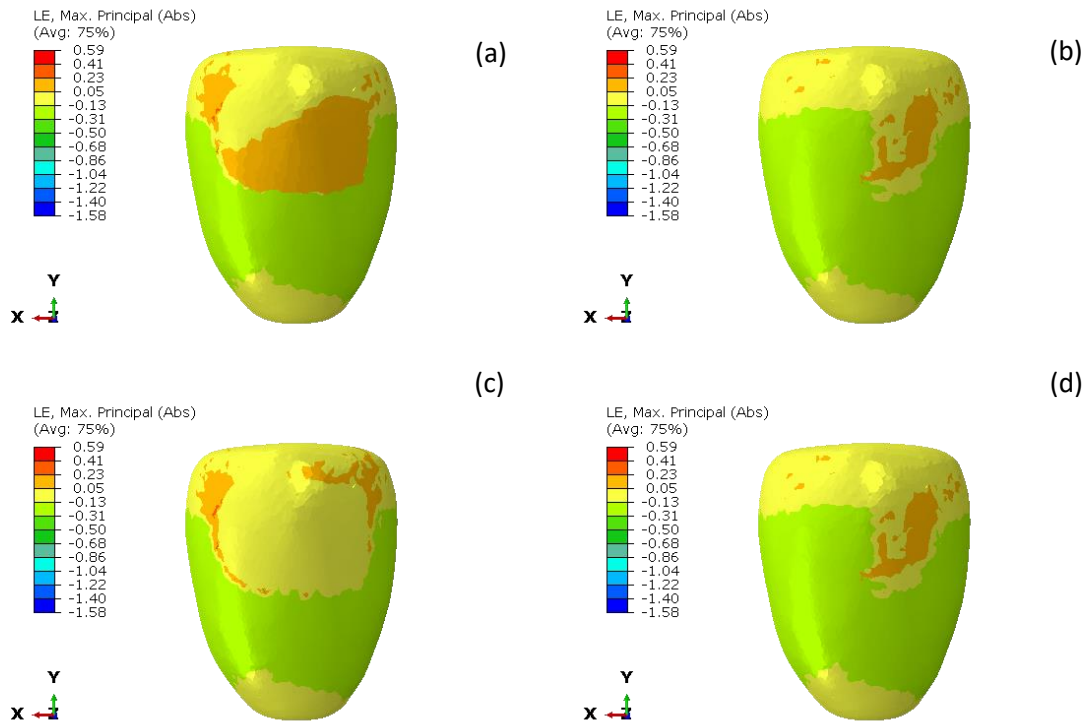 LE, Max. Principal (Abs)
(Avg: 75%)
0.59
0.41
0.23
0.05
-0.13
-0.31
-0.50
-0.68
-0.86
-1.04
-1.22
-1.40
-1.58
Y
X Z
(a)
LE, Max. Principal (Abs)
(Avg: 75%)
0.59
0.41
0.23
0.05
-0.13
-0.31
-0.50
-0.68
-0.86
-1.04
-1.22
-1.40
-1.58
Y
X Z
(b)
LE, Max. Principal (Abs)
(Avg: 75%)
0.59
0.41
0.23
0.05
-0.13
-0.31
-0.50
-0.68
-0.86
-1.04
-1.22
-1.40
-1.58
Y
X Z
(c)
LE, Max. Principal (Abs)
(Avg: 75%)
0.59
0.41
0.23
0.05
-0.13
-0.31
-0.50
-0.68
-0.86
-1.04
-1.22
-1.40
-1.58
Y
X Z
(d)